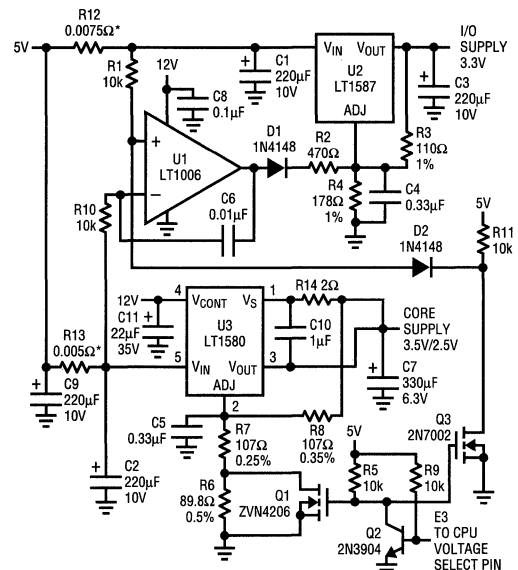 R12
0.0075Ω*
5V
R1
10k
12V
C8
0.1µF
+
C1
220µF
10V
VIN VOUT
U2
LT1587
ADJ
I/O
SUPPLY
3.3V
+
C3
220µF
10V
+
U1
LT1006
–
D1
1N4148
R2
470Ω
R3
110Ω
1%
R4
178Ω
1%
C4
0.33µF
C6
0.01µF
R10
10k
5V
R11
10k
D2
1N4148
12V
4
VCONT VS
1
R14 2Ω
C11
22µF
35V
+
U3
LT1580
C10
1µF
CORE
SUPPLY
3.5V/2.5V
R13
0.005Ω*
5
VIN VOUT
3
ADJ
2
+
C7
330µF
6.3V
+
C9
220µF
10V
C5
0.33µF
R7
107Ω
0.25%
R8
107Ω
0.35%
+
C2
220µF
10V
R6
89.8Ω
0.5%
Q1
ZVN4206
5V
R5
10k
R9
10k
Q3
2N7002
Q2
2N3904
E3
TO CPU
VOLTAGE
SELECT PIN